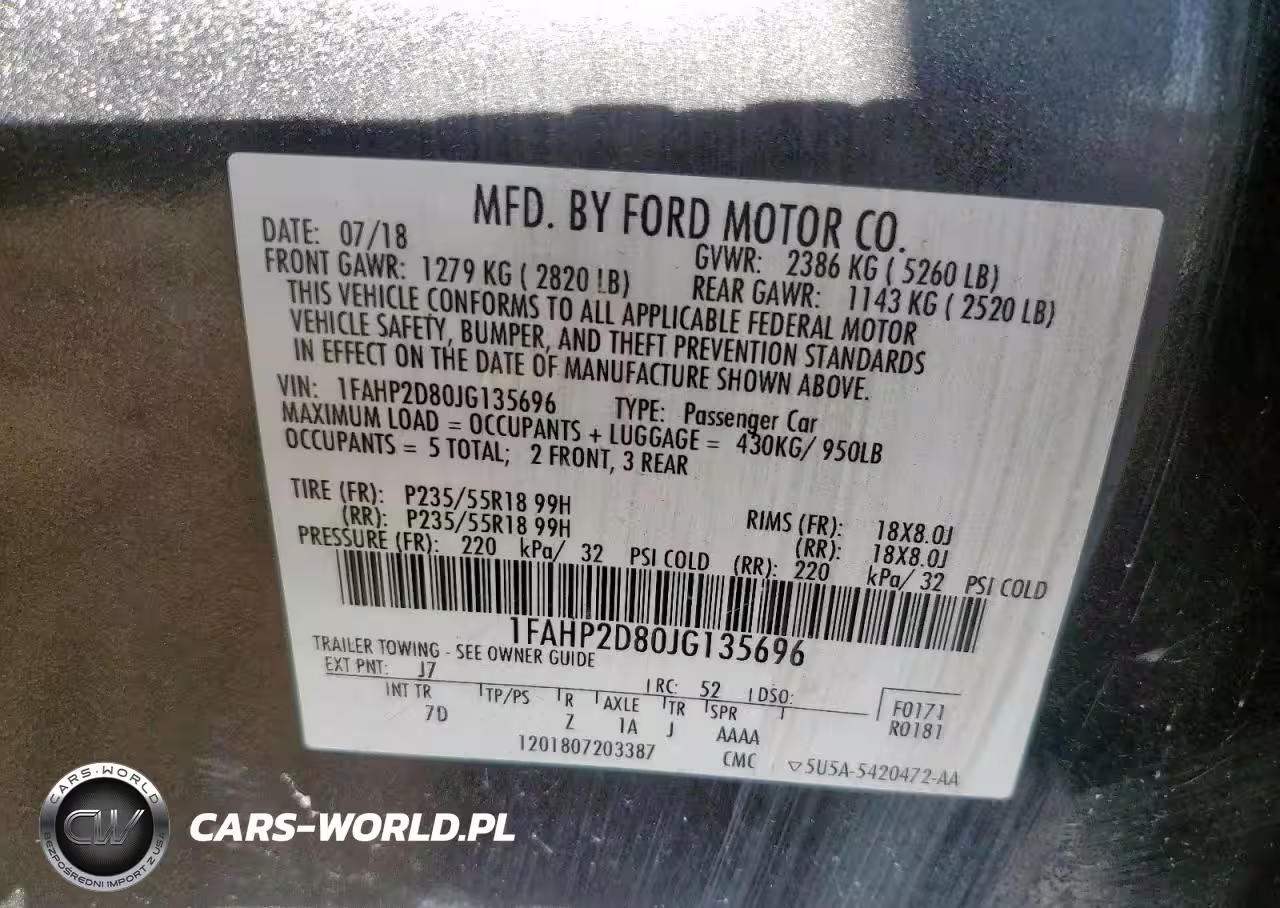 MFD. BY FORD MOTOR CO.
DATE: 07/18 GVWR: 2386 KG ( 5260 LB)
FRONT GAWR: 1279 KG ( 2820 LB) REAR GAWR: 1143 KG ( 2520 LB)
THIS VEHICLE CONFORMS TO ALL APPLICABLE FEDERAL MOTOR
VEHICLE SAFETY, BUMPER, AND THEFT PREVENTION STANDARDS
IN EFFECT ON THE DATE OF MANUFACTURE SHOWN ABOVE.
VIN: 1FAHP2D80JG135696 TYPE: Passenger Car
MAXIMUM LOAD = OCCUPANTS + LUGGAGE = 430KG/ 950LB
OCCUPANTS = 5 TOTAL; 2 FRONT, 3 REAR
TIRE (FR): P235/55R18 99H RIMS (FR): 18X8.0J
(RR): P235/55R18 99H (RR): 18X8.0J
PRESSURE (FR): 220 kPa/ 32 PSI COLD (RR): 220 kPa/ 32 PSI COLD
1FAHP2D80JG135696
TRAILER TOWING - SEE OWNER GUIDE
EXT PNT: J7 RC: 52 DSO:
INT TR TP/PS R AXLE TR SPR F0171
7D Z 1A J AAAA R0181
1201807203387 CMC ▽5U5A-5420472-AA
CARS-WORLD
CW
BEZPOŚREDNI IMPORT Z USA
CARS-WORLD.PL